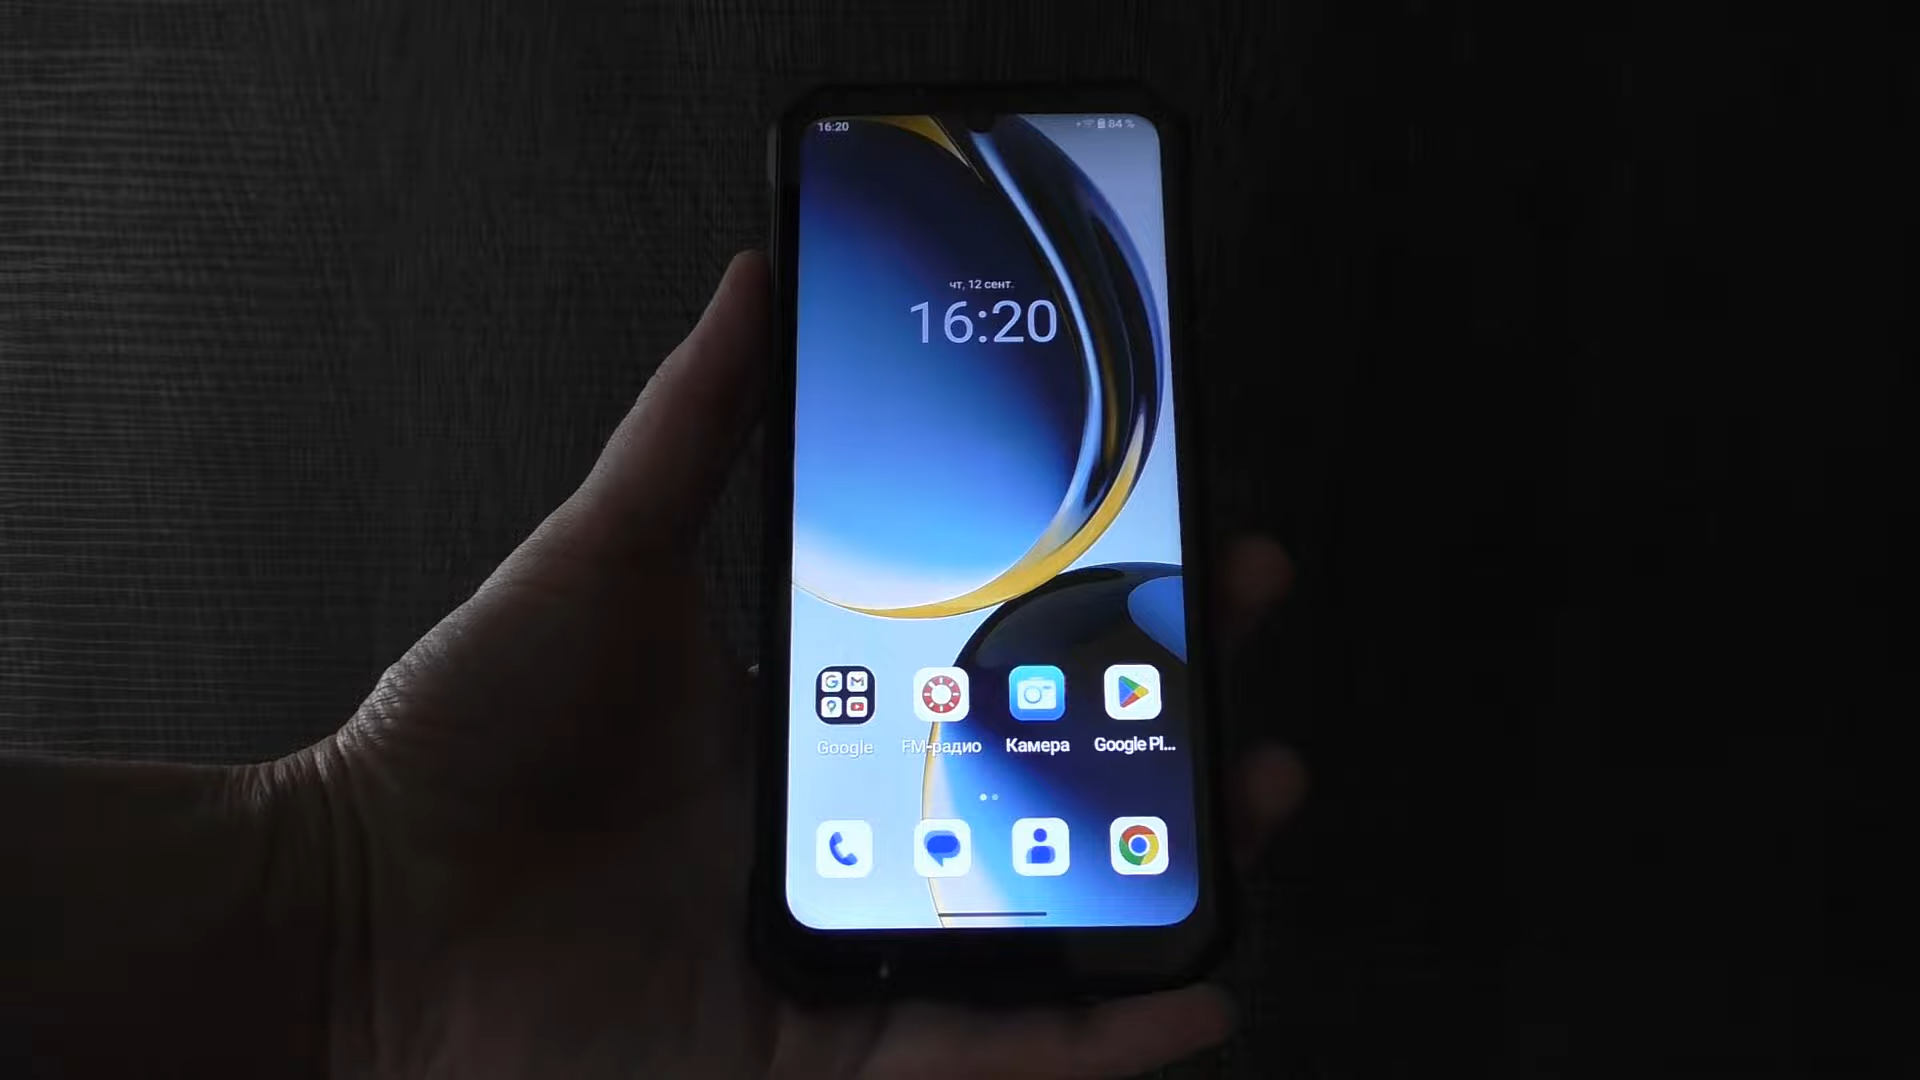 16:20
84 %
чт, 12 сент.
16:20
Google
FM-радио
Камера
Google Pl...